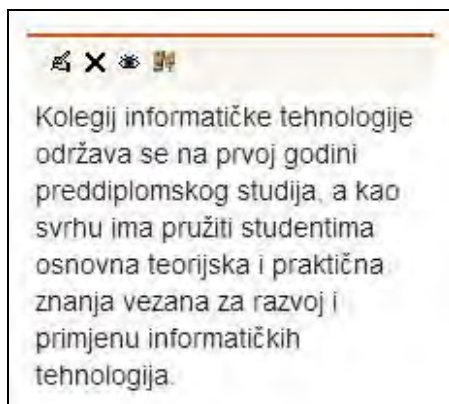 Kolegij informatičke tehnologije
održava se na prvoj godini
preddiplomskog studija, a kao
svrhu ima pružiti studentima
osnovna teorijska i praktična
znanja vezana za razvoj i
primjenu informatičkih
tehnologija.